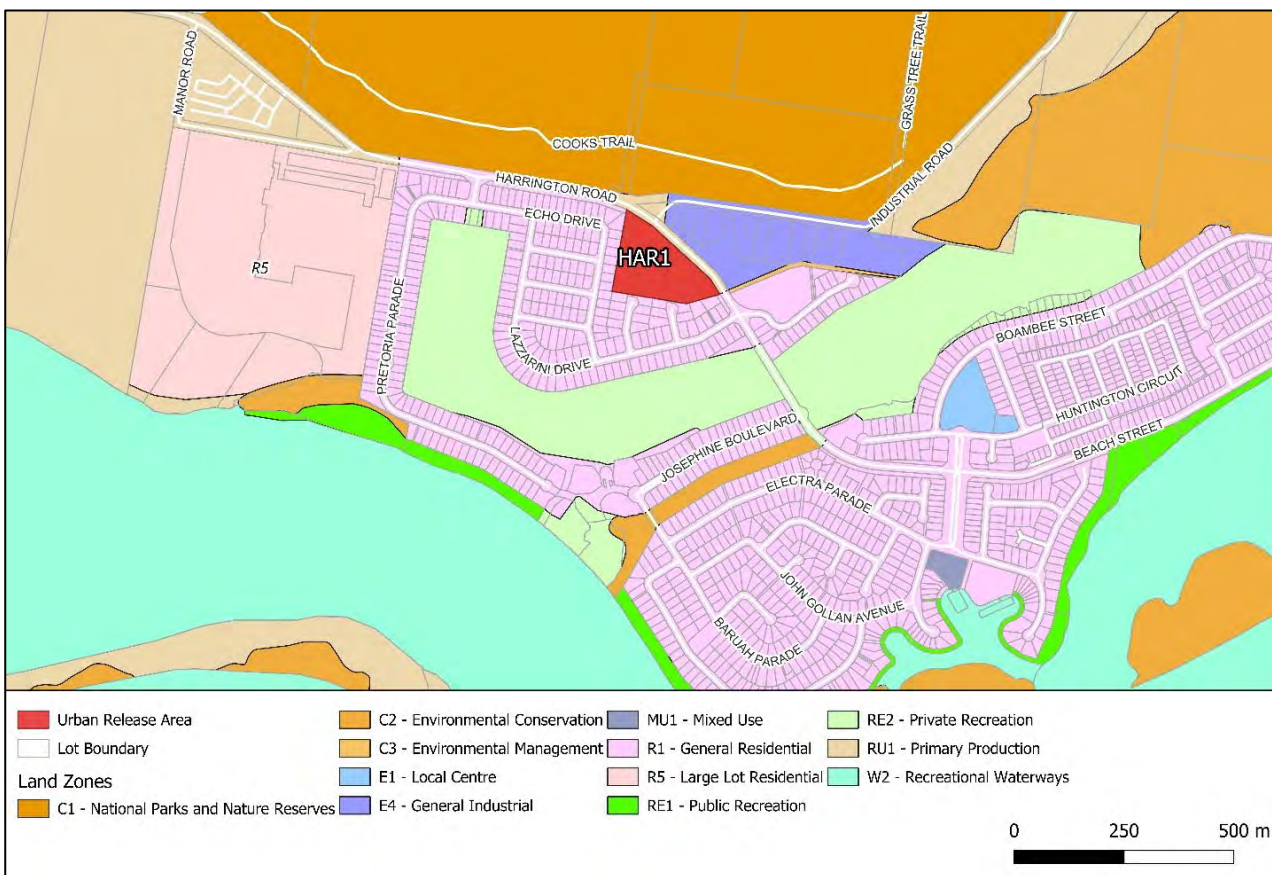 MANOR ROAD
GRASS TREE TRAIL
COOKS TRAIL
INDUSTRIAL ROAD
HARRINGTON ROAD
ECHO DRIVE
HAR1
R5
PRETORIA PARADE
LAZZARINI DRIVE
BOAMBEE STREET
HUNTINGTON CIRCUIT
BEACH STREET
JOSEPHINE BOULEVARD
ELECTRA PARADE
JOHN GOLLAN AVENUE
BARUAH PARADE
Urban Release Area
Lot Boundary
Land Zones
C1 - National Parks and Nature Reserves
C2 - Environmental Conservation
C3 - Environmental Management
E1 - Local Centre
E4 - General Industrial
MU1 - Mixed Use
R1 - General Residential
R5 - Large Lot Residential
RE1 - Public Recreation
RE2 - Private Recreation
RU1 - Primary Production
W2 - Recreational Waterways
0 250 500 m